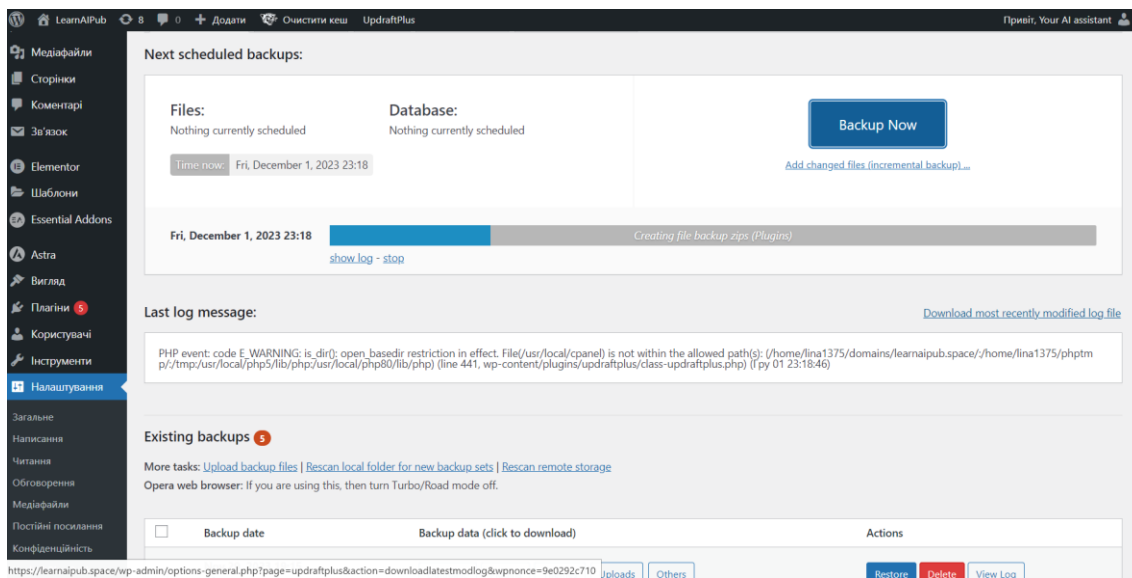 LearnAIPub 8 0 + Додати Очистити кеш UpdraftPlus Привіт, Your AI assistant
Медіафайли
Сторінки
Коментарі
Зв'язок
Elementor
Шаблони
Essential Addons
Astra
Вигляд
Плагіни 5
Користувачі
Інструменти
Налаштування
Загальне
Написання
Читання
Обговорення
Медіафайли
Постійні посилання
Конфіденційність
Next scheduled backups:
Files:
Nothing currently scheduled
Database:
Nothing currently scheduled
Time now: Fri, December 1, 2023 23:18
Backup Now
Add changed files (incremental backup) ...
Fri, December 1, 2023 23:18
Creating file backup zips (Plugins)
show log - stop
Last log message:
Download most recently modified log file
PHP event: code E_WARNING: is_dir(): open_basedir restriction in effect. File(/usr/local/cpanel) is not within the allowed path(s): (/home/lina1375/domains/learnaipub.space/:/home/lina1375/phptm
p/:/tmp:/usr/local/php5/lib/php:/usr/local/php80/lib/php) (line 441, wp-content/plugins/updraftplus/class-updraftplus.php) (Гру 01 23:18:46)
Existing backups 5
More tasks: Upload backup files | Rescan local folder for new backup sets | Rescan remote storage
Opera web browser: If you are using this, then turn Turbo/Road mode off.
Backup date Backup data (click to download) Actions
Uploads Others Restore Delete View Log
https://learnaipub.space/wp-admin/options-general.php?page=updraftplus&action=downloadlatestmodlog&wpnonce=9e0292c710